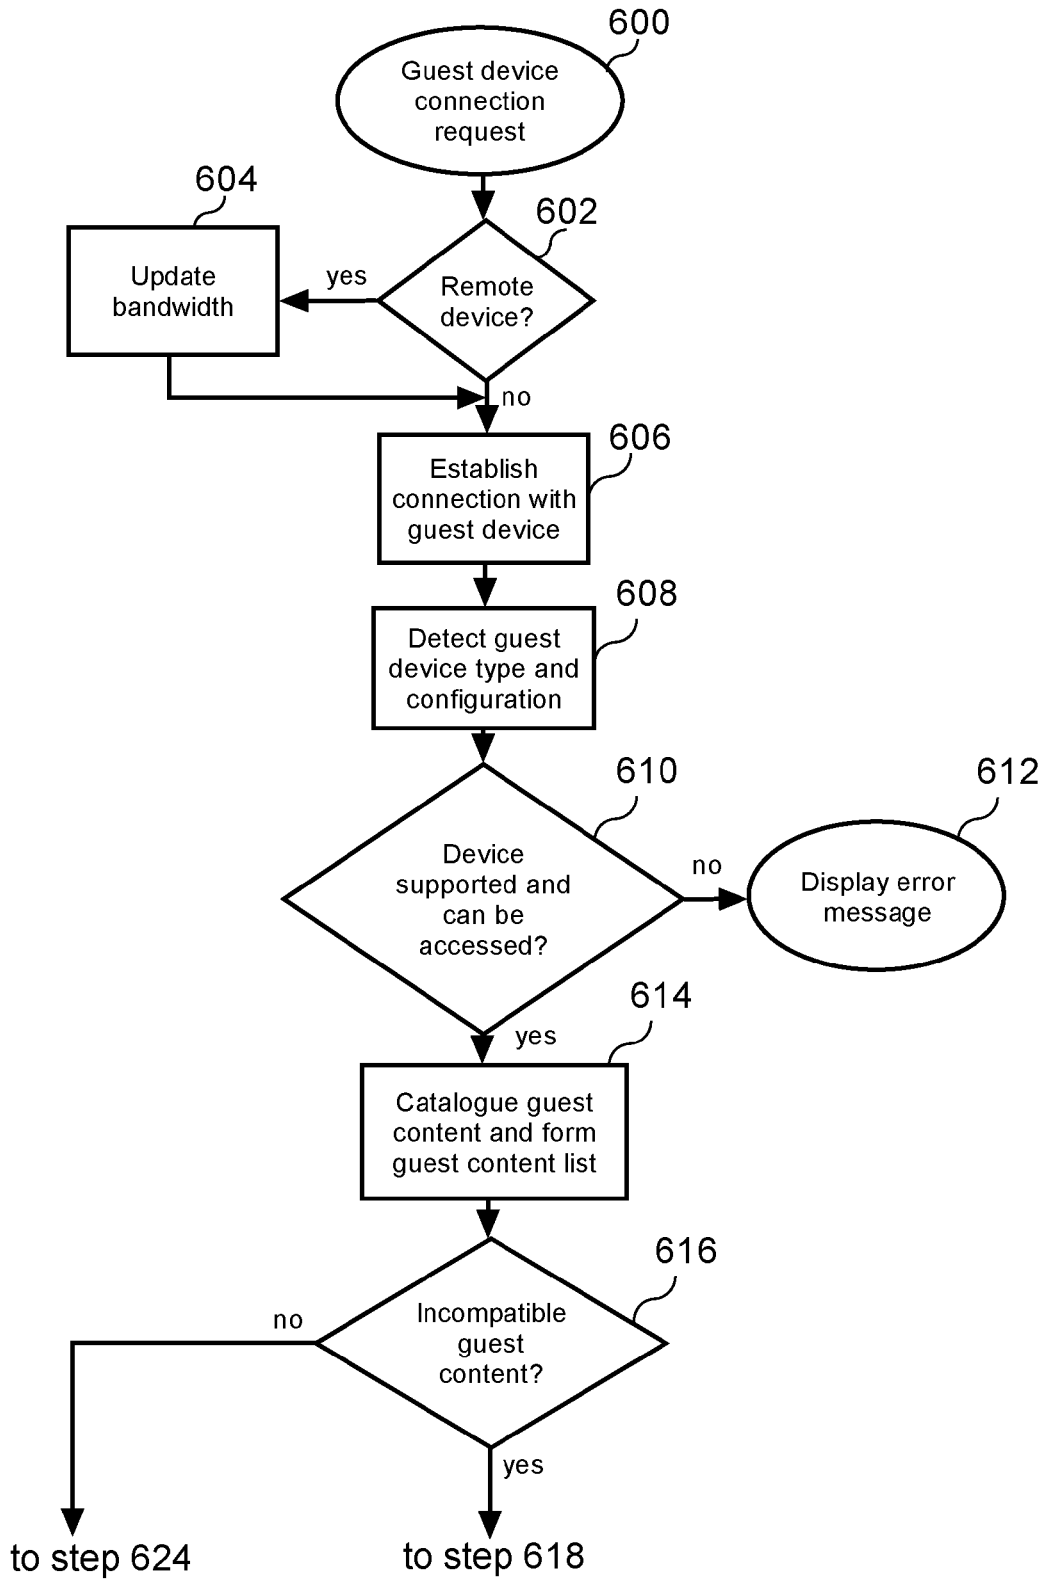 600
Guest device
connection
request
604
602
Update
bandwidth
yes
Remote
device?
no
606
Establish
connection with
guest device
608
Detect guest
device type and
configuration
610
612
Device
supported and
can be
accessed?
no
Display error
message
yes
614
Catalogue guest
content and form
guest content list
616
Incompatible
guest
content?
no
yes
to step 624
to step 618